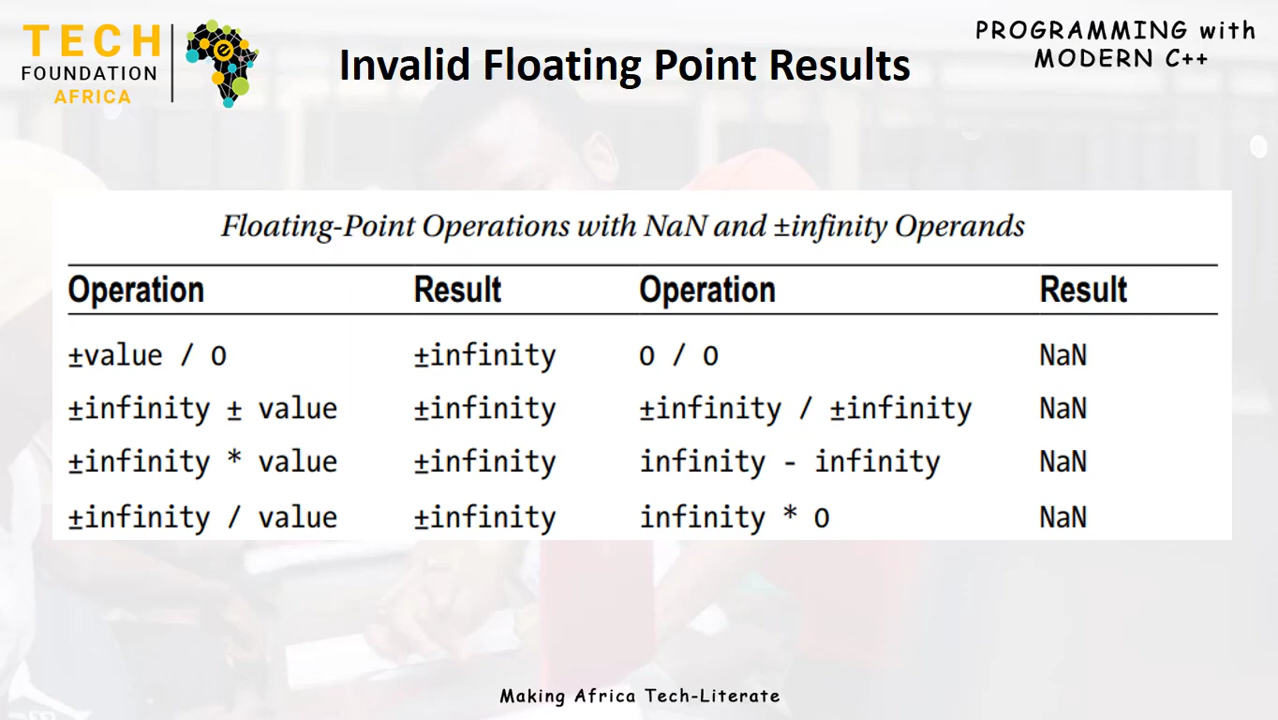 TECH
FOUNDATION
AFRICA
e
Invalid Floating Point Results
PROGRAMMING with
MODERN C++
Floating-Point Operations with NaN and ±infinity Operands
Operation Result Operation Result
±value / 0 ±infinity 0 / 0 NaN
±infinity ± value ±infinity ±infinity / ±infinity NaN
±infinity * value ±infinity infinity - infinity NaN
±infinity / value ±infinity infinity * 0 NaN
Making Africa Tech-Literate